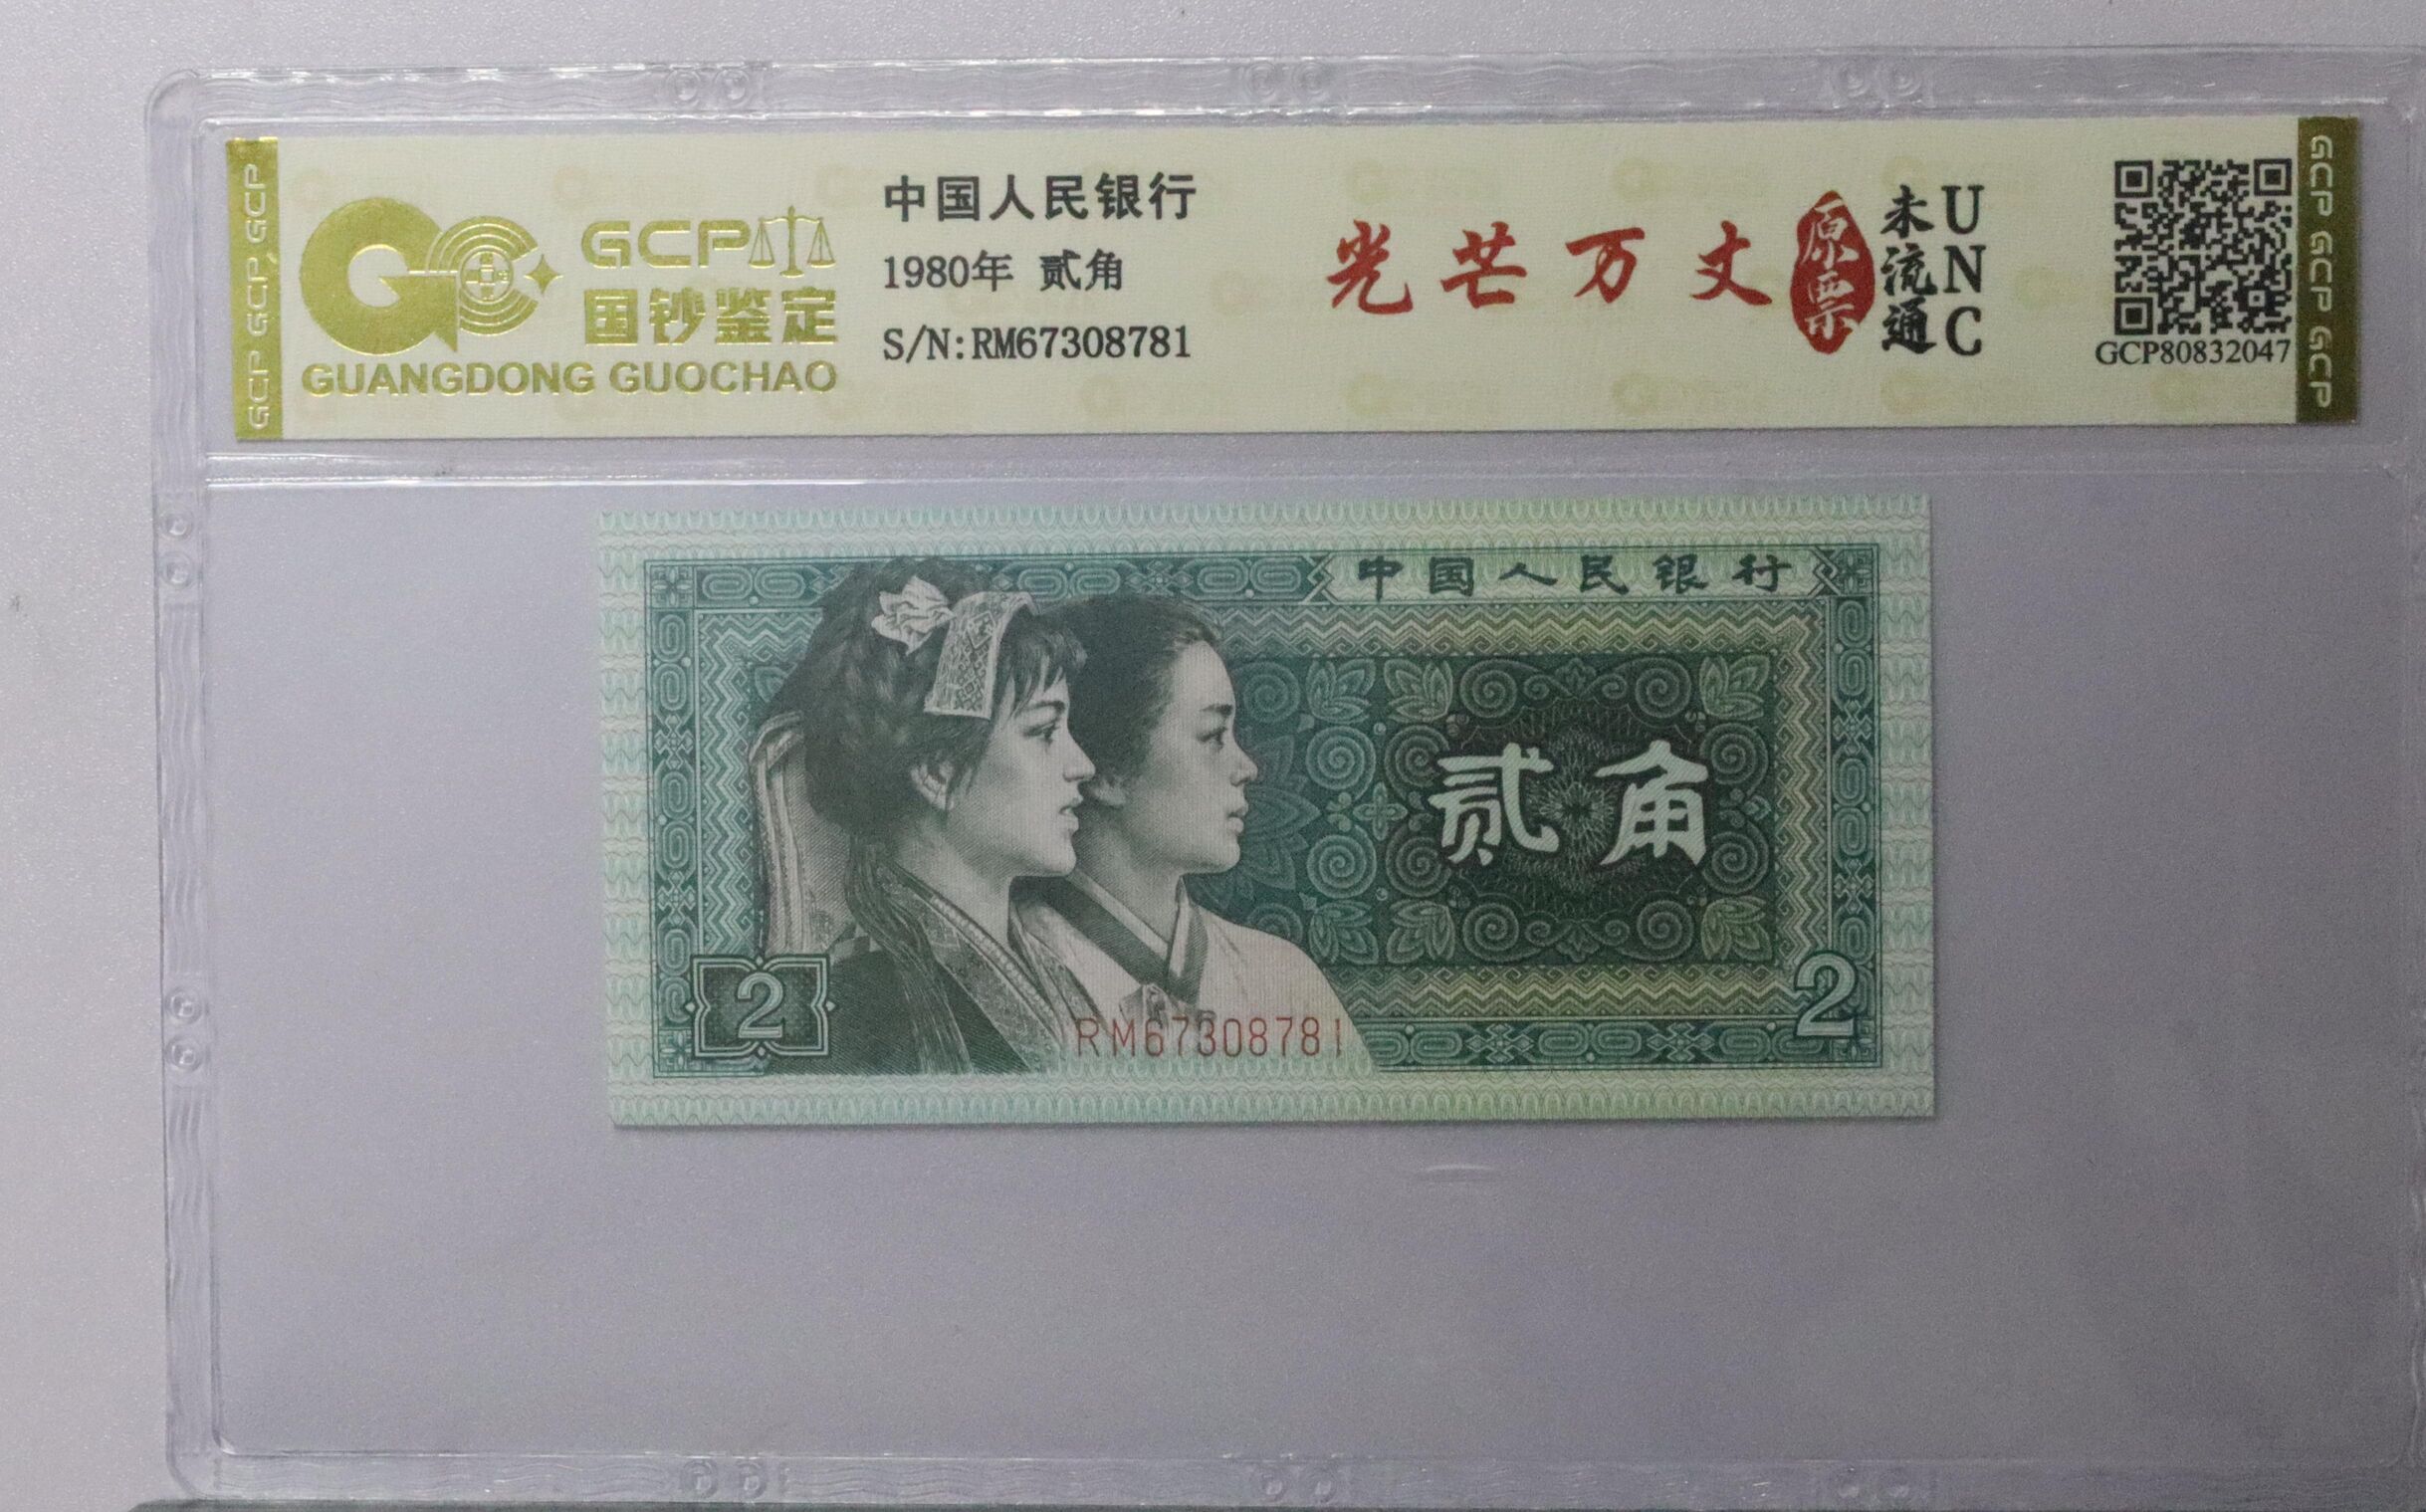 GCP GCP GCP
GCP
国钞鉴定
GUANGDONG GUOCHAO
中国人民银行
1980年 贰角
S/N:RM67308781
光芒万丈
原票
未流通
UNC
GCP80832047
GCP GCP GCP
中国人民银行
贰角
2
2
RM67308781